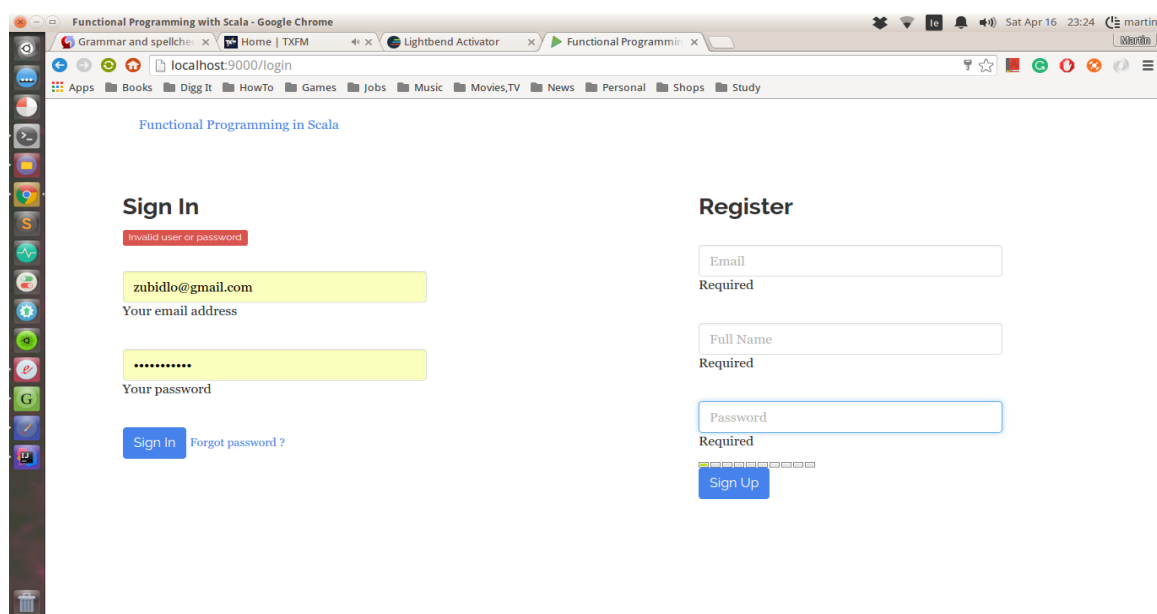 Functional Programming with Scala - Google Chrome
Ie
Sat Apr 16 23:24
martin
Grammar and spellche
Home | TXFM
Lightbend Activator
Functional Programmin
Martin
localhost:9000/login
Apps Books Digg It HowTo Games Jobs Music Movies,TV News Personal Shops Study
Functional Programming in Scala
Sign In
Invalid user or password
zubidlo@gmail.com
Your email address
•••••••••••
Your password
Sign In Forgot password ?
Register
Email
Required
Full Name
Required
Password
Required
Sign Up